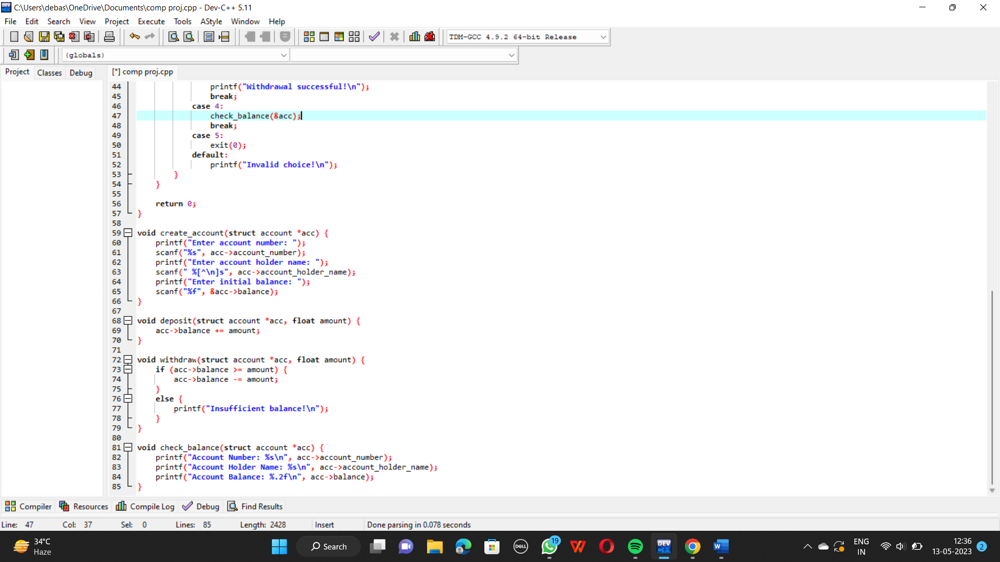 C:\Users\debas\OneDrive\Documents\comp proj.cpp - Dev-C++ 5.11
File Edit Search View Project Execute Tools AStyle Window Help
TDM-GCC 4.9.2 64-bit Release
(globals)
Project Classes Debug [*] comp proj.cpp
44 printf("Withdrawal successful!\n");
45 break;
46 case 4:
47 check_balance(&acc);
48 break;
49 case 5:
50 exit(0);
51 default:
52 printf("Invalid choice!\n");
53 }
54 }
55
56 return 0;
57 }
58
59 void create_account(struct account *acc) {
60 printf("Enter account number: ");
61 scanf("%s", acc->account_number);
62 printf("Enter account holder name: ");
63 scanf(" %[^\n]s", acc->account_holder_name);
64 printf("Enter initial balance: ");
65 scanf("%f", &acc->balance);
66 }
67
68 void deposit(struct account *acc, float amount) {
69 acc->balance += amount;
70 }
71
72 void withdraw(struct account *acc, float amount) {
73 if (acc->balance >= amount) {
74 acc->balance -= amount;
75 }
76 else {
77 printf("Insufficient balance!\n");
78 }
79 }
80
81 void check_balance(struct account *acc) {
82 printf("Account Number: %s\n", acc->account_number);
83 printf("Account Holder Name: %s\n", acc->account_holder_name);
84 printf("Account Balance: %.2f\n", acc->balance);
85 }
Compiler Resources Compile Log Debug Find Results
Line: 47 Col: 37 Sel: 0 Lines: 85 Length: 2428 Insert Done parsing in 0.078 seconds
34°C
Haze
Search
DELL
19
DEV C++
W
ENG
IN
12:36
13-05-2023
2